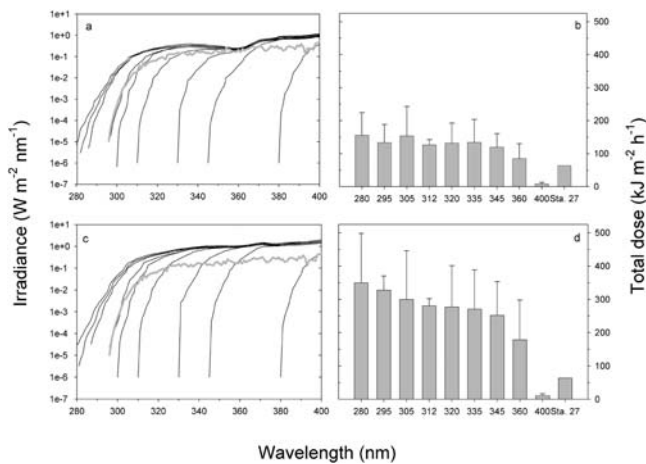 a
1e+1
1e+0
1e-1
1e-2
1e-3
1e-4
1e-5
1e-6
1e-7
280 300 320 340 360 380 400
b
500
400
300
200
100
0
280 295 305 312 320 335 345 360 400Sta. 27
c
1e+1
1e+0
1e-1
1e-2
1e-3
1e-4
1e-5
1e-6
1e-7
280 300 320 340 360 380 400
d
500
400
300
200
100
0
280 295 305 312 320 335 345 360 400Sta. 27
Irradiance (W m-2 nm-1)
Total dose (kJ m-2 h-1)
Wavelength (nm)